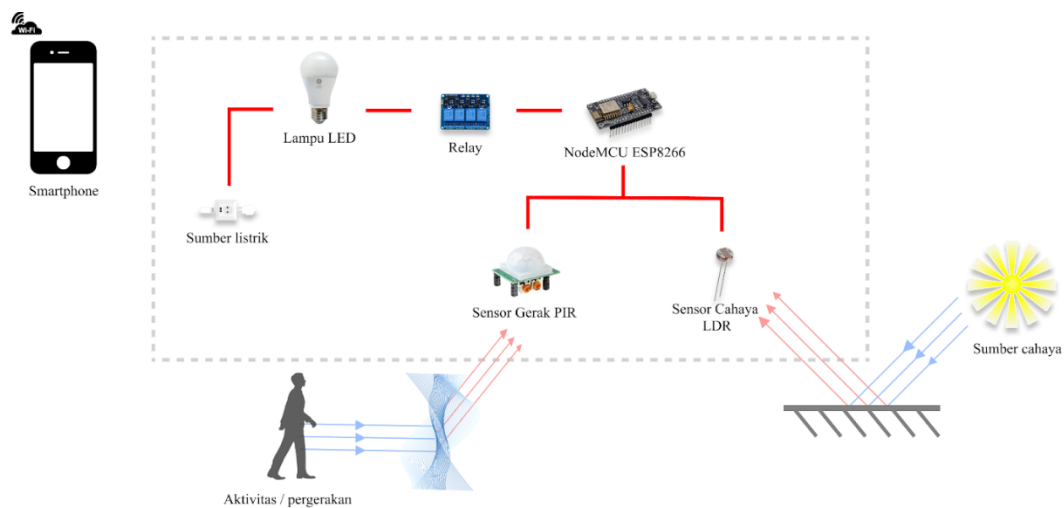 Wi-Fi
Smartphone
Lampu LED
Relay
NodeMCU ESP8266
Sumber listrik
Sensor Gerak PIR
Sensor Cahaya
LDR
Sumber cahaya
Aktivitas / pergerakan